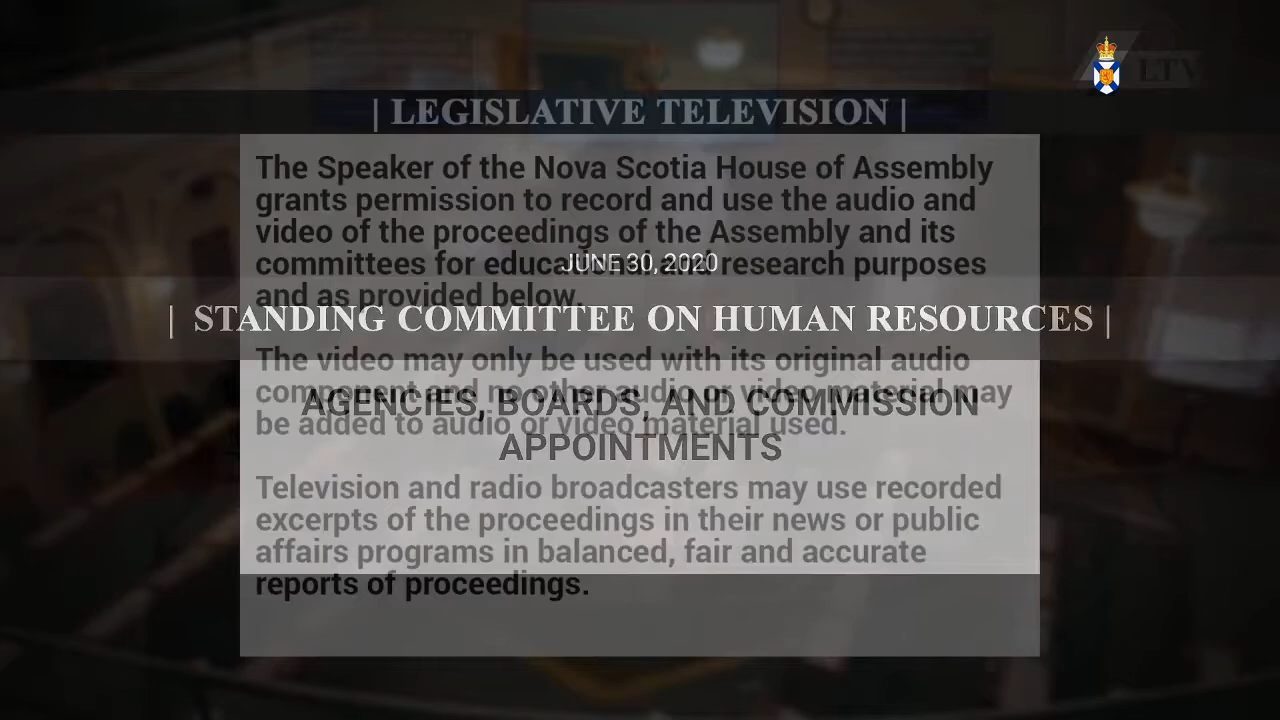 LTV
| LEGISLATIVE TELEVISION |
The Speaker of the Nova Scotia House of Assembly
grants permission to record and use the audio and
video of the proceedings of the Assembly and its
committees for educational and research purposes
JUNE 30, 2020
and as provided below.
| STANDING COMMITTEE ON HUMAN RESOURCES |
The video may only be used with its original audio
component and no other audio or video material may
AGENCIES, BOARDS, AND COMMISSION
be added to audio or video material used.
APPOINTMENTS
Television and radio broadcasters may use recorded
excerpts of the proceedings in their news or public
affairs programs in balanced, fair and accurate
reports of proceedings.